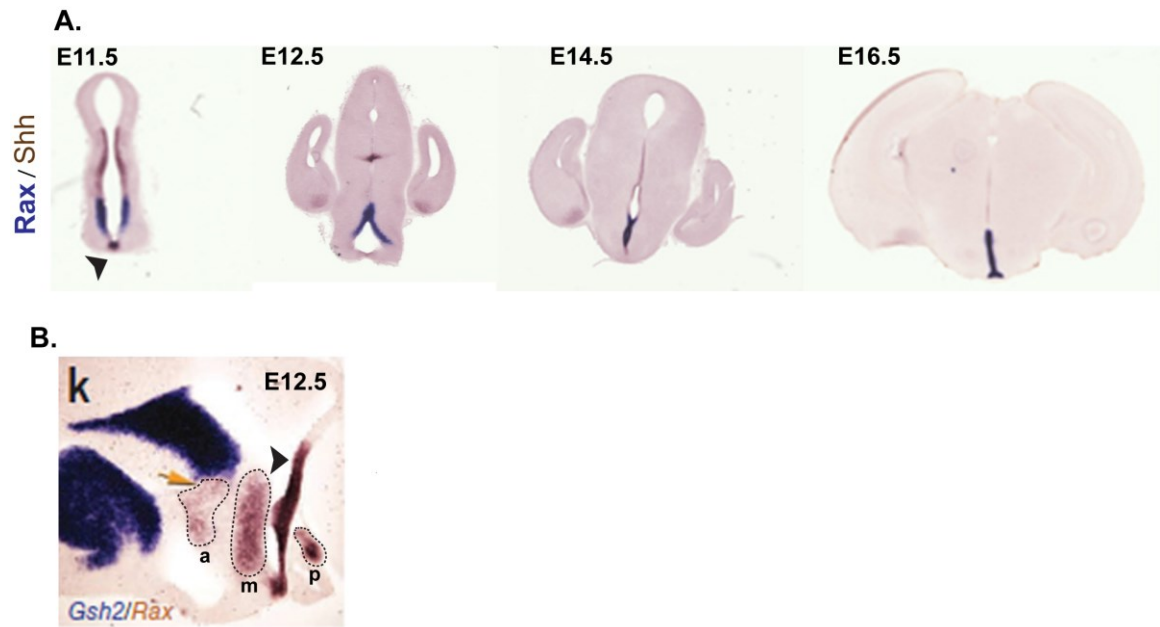 A.
E11.5
E12.5
E14.5
E16.5
Rax / Shh
B.
k
E12.5
a
m
p
Gsh2/Rax